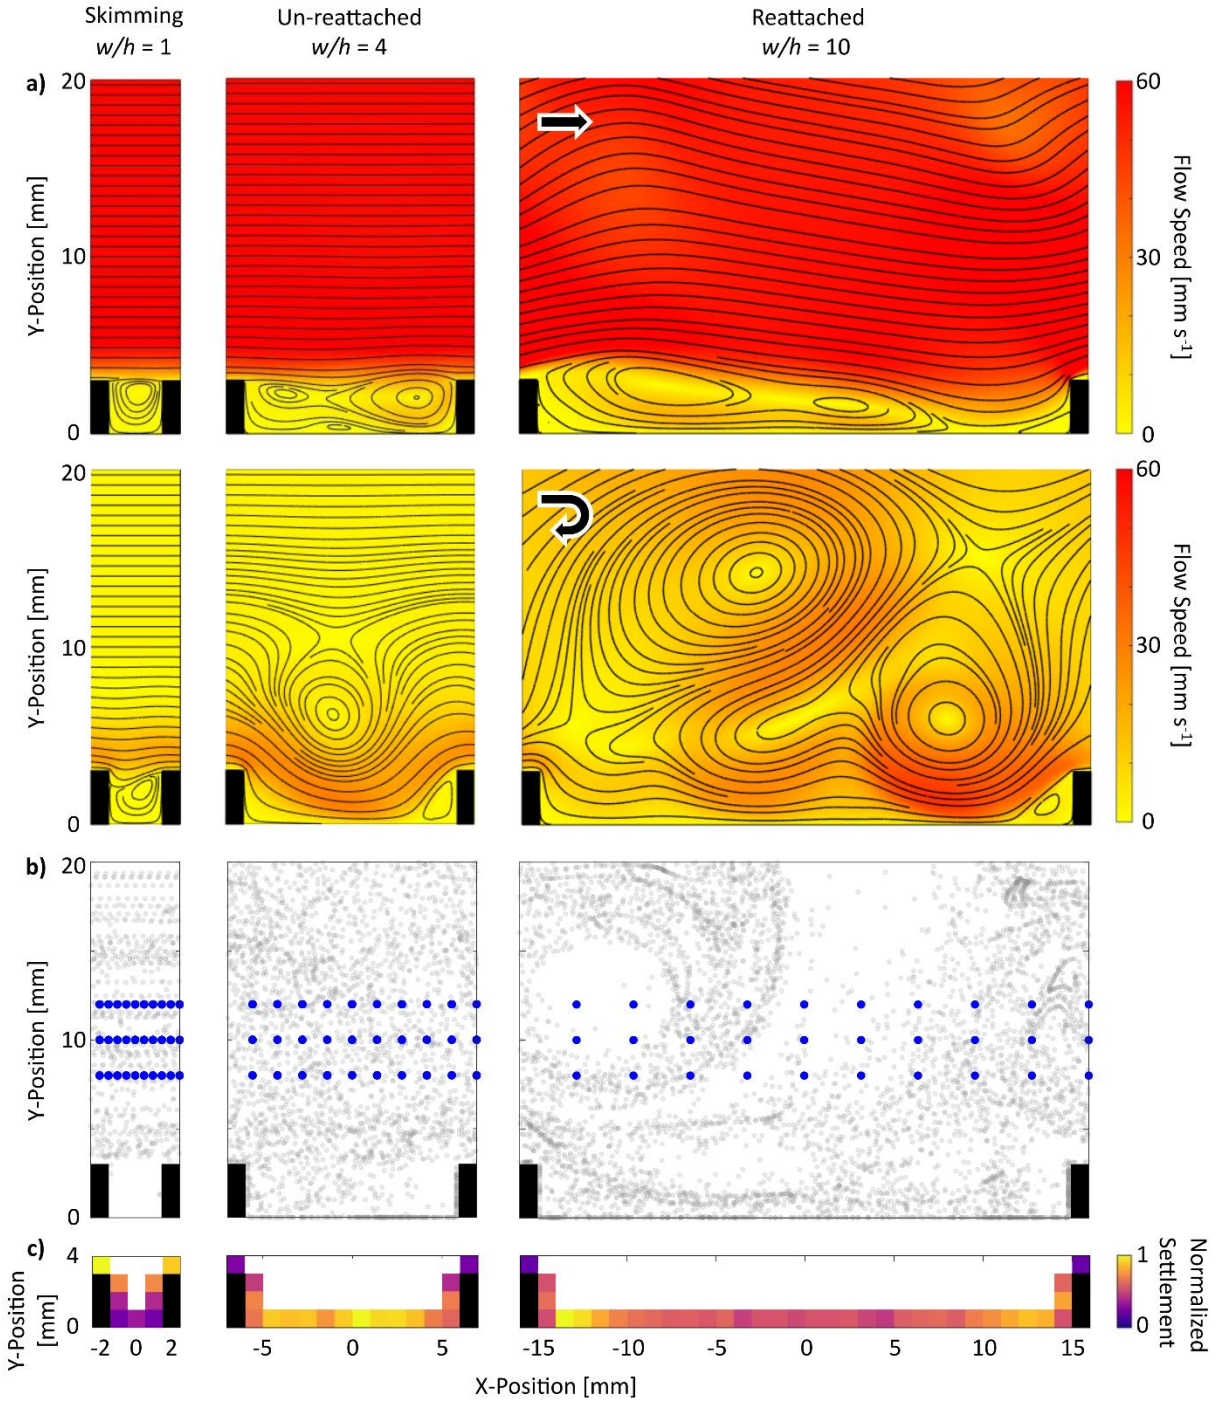 Skimming
w/h = 1
Un-reattached
w/h = 4
Reattached
w/h = 10
a)
20
10
0
Y-Position [mm]
60
30
0
Flow Speed [mm s-1]
20
10
0
Y-Position [mm]
60
30
0
Flow Speed [mm s-1]
b)
20
10
0
Y-Position [mm]
c)
4
0
Y-Position
[mm]
-2 0 2
-5 0 5
-15 -10 -5 0 5 10 15
X-Position [mm]
1
0
Normalized
Settlement